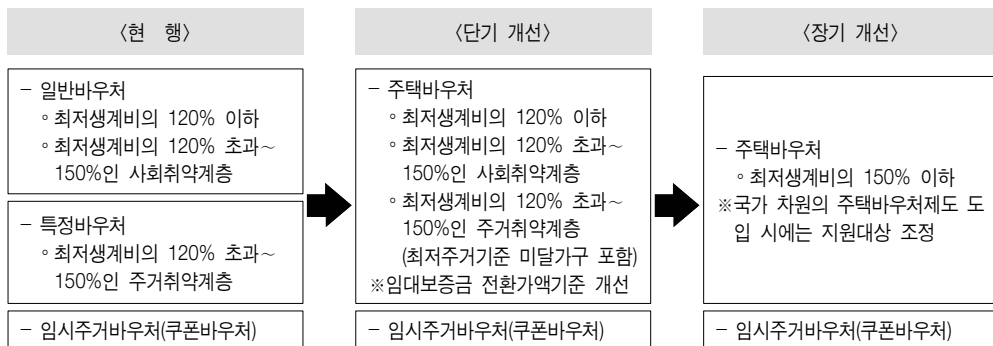 〈현 행〉
- 일반바우처
◦최저생계비의 120% 이하
◦최저생계비의 120% 초과~
150%인 사회취약계층
- 특정바우처
◦최저생계비의 120% 초과~
150%인 주거취약계층
- 임시주거바우처(쿠폰바우처)
〈단기 개선〉
- 주택바우처
◦최저생계비의 120% 이하
◦최저생계비의 120% 초과~
150%인 사회취약계층
◦최저생계비의 120% 초과~
150%인 주거취약계층
(최저주거기준 미달가구 포함)
※임대보증금 전환가액기준 개선
- 임시주거바우처(쿠폰바우처)
〈장기 개선〉
- 주택바우처
◦최저생계비의 150% 이하
※국가 차원의 주택바우처제도 도
입 시에는 지원대상 조정
- 임시주거바우처(쿠폰바우처)